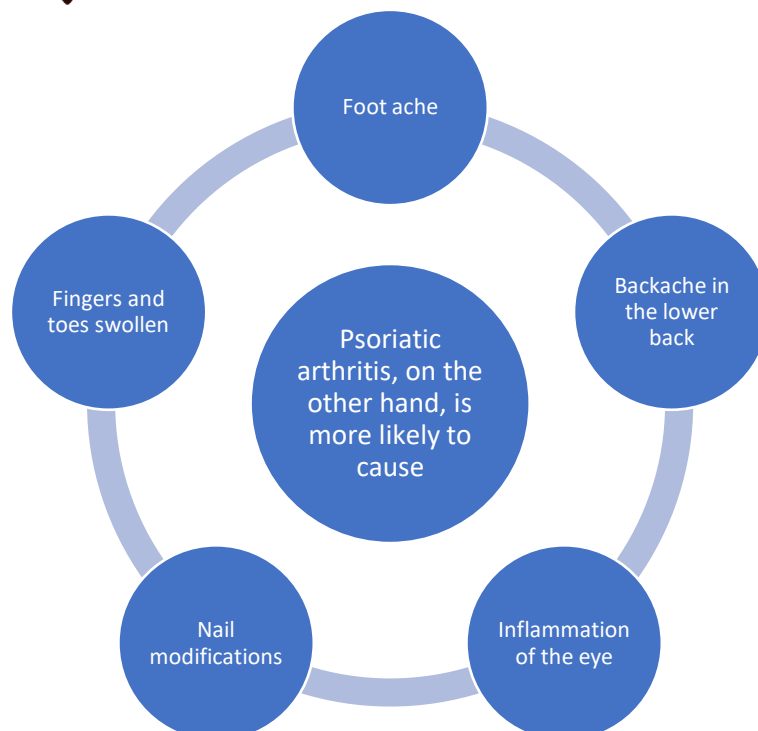 Foot ache
Backache in
the lower
back
Inflammation
of the eye
Nail
modifications
Fingers and
toes swollen
Psoriatic
arthritis, on the
other hand, is
more likely to
cause